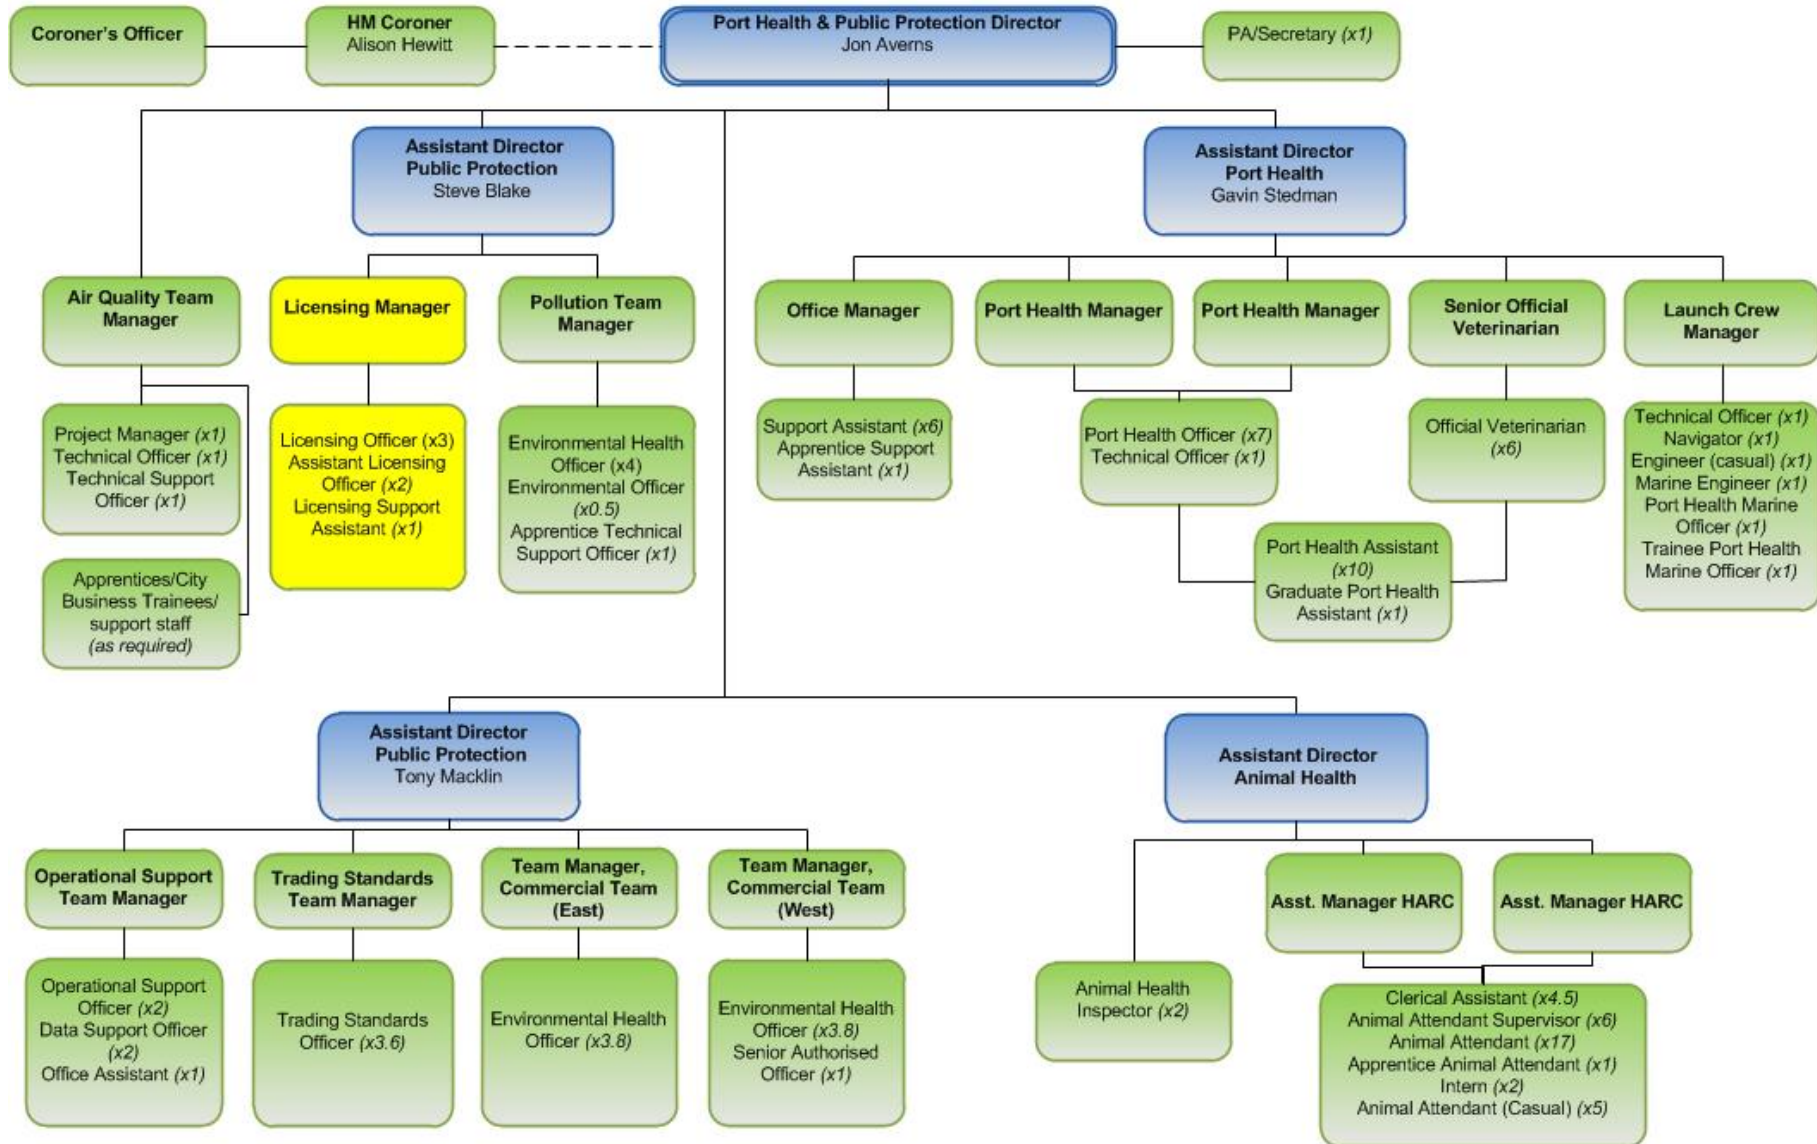 Coroner's Officer
HM Coroner
Alison Hewitt
Port Health & Public Protection Director
Jon Averns
PA/Secretary (x1)
Assistant Director
Public Protection
Steve Blake
Assistant Director
Port Health
Gavin Stedman
Air Quality Team
Manager
Licensing Manager
Pollution Team
Manager
Office Manager
Port Health Manager
Port Health Manager
Senior Official
Veterinarian
Launch Crew
Manager
Project Manager (x1)
Technical Officer (x1)
Technical Support
Officer (x1)
Apprentices/City
Business Trainees/
support staff
(as required)
Licensing Officer (x3)
Assistant Licensing
Officer (x2)
Licensing Support
Assistant (x1)
Environmental Health
Officer (x4)
Environmental Officer
(x0.5)
Apprentice Technical
Support Officer (x1)
Support Assistant (x6)
Apprentice Support
Assistant (x1)
Port Health Officer (x7)
Technical Officer (x1)
Official Veterinarian
(x6)
Port Health Assistant
(x10)
Graduate Port Health
Assistant (x1)
Technical Officer (x1)
Navigator (x1)
Engineer (casual) (x1)
Marine Engineer (x1)
Port Health Marine
Officer (x1)
Trainee Port Health
Marine Officer (x1)
Assistant Director
Public Protection
Tony Macklin
Assistant Director
Animal Health
Operational Support
Team Manager
Trading Standards
Team Manager
Team Manager,
Commercial Team
(East)
Team Manager,
Commercial Team
(West)
Asst. Manager HARC
Asst. Manager HARC
Operational Support
Officer (x2)
Data Support Officer
(x2)
Office Assistant (x1)
Trading Standards
Officer (x3.6)
Environmental Health
Officer (x3.8)
Environmental Health
Officer (x3.8)
Senior Authorised
Officer (x1)
Animal Health
Inspector (x2)
Clerical Assistant (x4.5)
Animal Attendant Supervisor (x6)
Animal Attendant (x17)
Apprentice Animal Attendant (x1)
Intern (x2)
Animal Attendant (Casual) (x5)